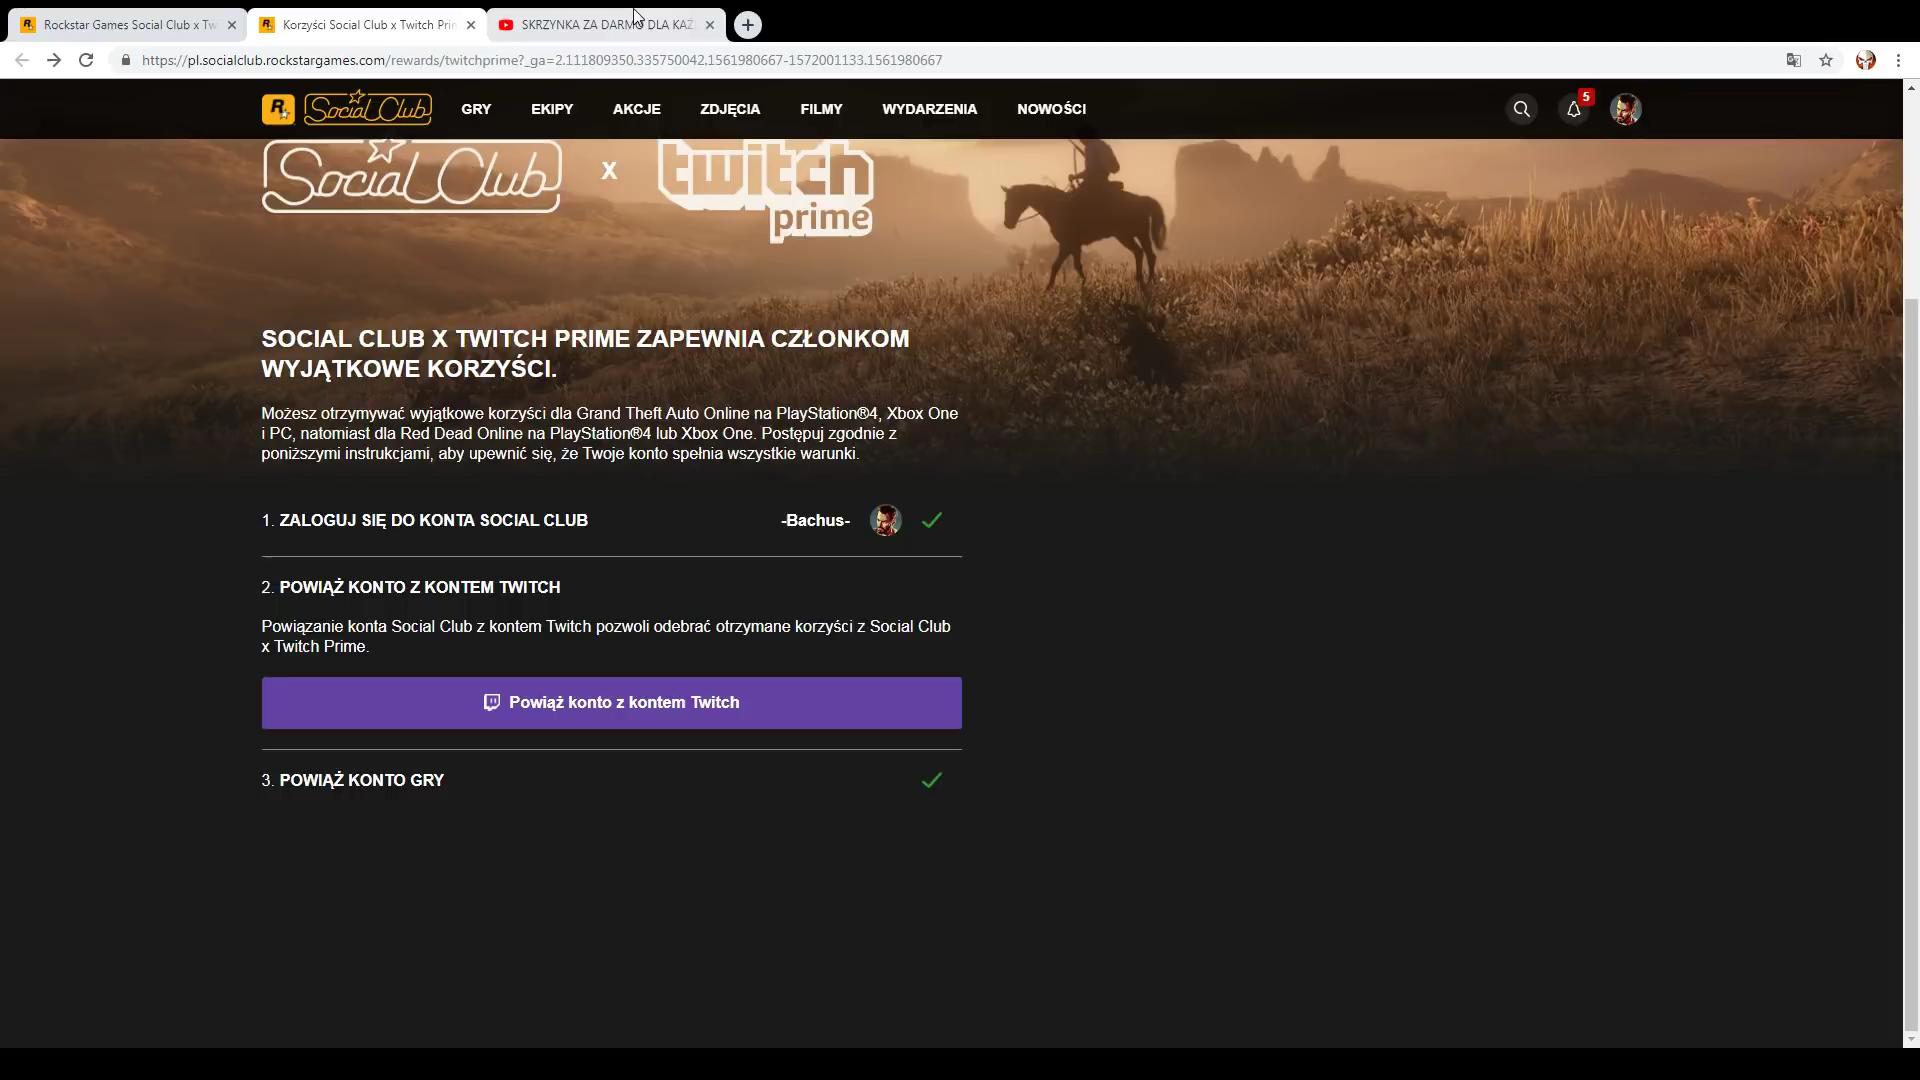 Rockstar Games Social Club x Tw
Korzyści Social Club x Twitch Prin
SKRZYNKA ZA DARMO DLA KAŻ
https://pl.socialclub.rockstargames.com/rewards/twitchprime?_ga=2.111809350.335750042.1561980667-1572001133.1561980667
R Social Club
GRY
EKIPY
AKCJE
ZDJĘCIA
FILMY
WYDARZENIA
NOWOŚCI
5
Social Club x twitch prime
SOCIAL CLUB X TWITCH PRIME ZAPEWNIA CZŁONKOM
WYJĄTKOWE KORZYŚCI.
Możesz otrzymywać wyjątkowe korzyści dla Grand Theft Auto Online na PlayStation®4, Xbox One
i PC, natomiast dla Red Dead Online na PlayStation®4 lub Xbox One. Postępuj zgodnie z
poniższymi instrukcjami, aby upewnić się, że Twoje konto spełnia wszystkie warunki.
1. ZALOGUJ SIĘ DO KONTA SOCIAL CLUB
-Bachus-
2. POWIĄŻ KONTO Z KONTEM TWITCH
Powiązanie konta Social Club z kontem Twitch pozwoli odebrać otrzymane korzyści z Social Club
x Twitch Prime.
Powiąż konto z kontem Twitch
3. POWIĄŻ KONTO GRY